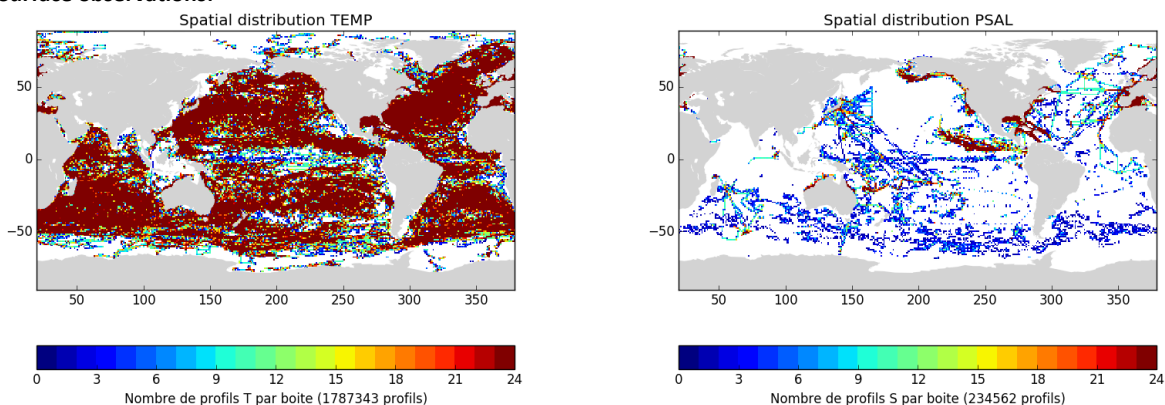 surface observations:
Spatial distribution TEMP
50
0
−50
50 100 150 200 250 300 350
0 3 6 9 12 15 18 21 24
Nombre de profils T par boite (1787343 profils)
Spatial distribution PSAL
50
0
−50
50 100 150 200 250 300 350
0 3 6 9 12 15 18 21 24
Nombre de profils S par boite (234562 profils)